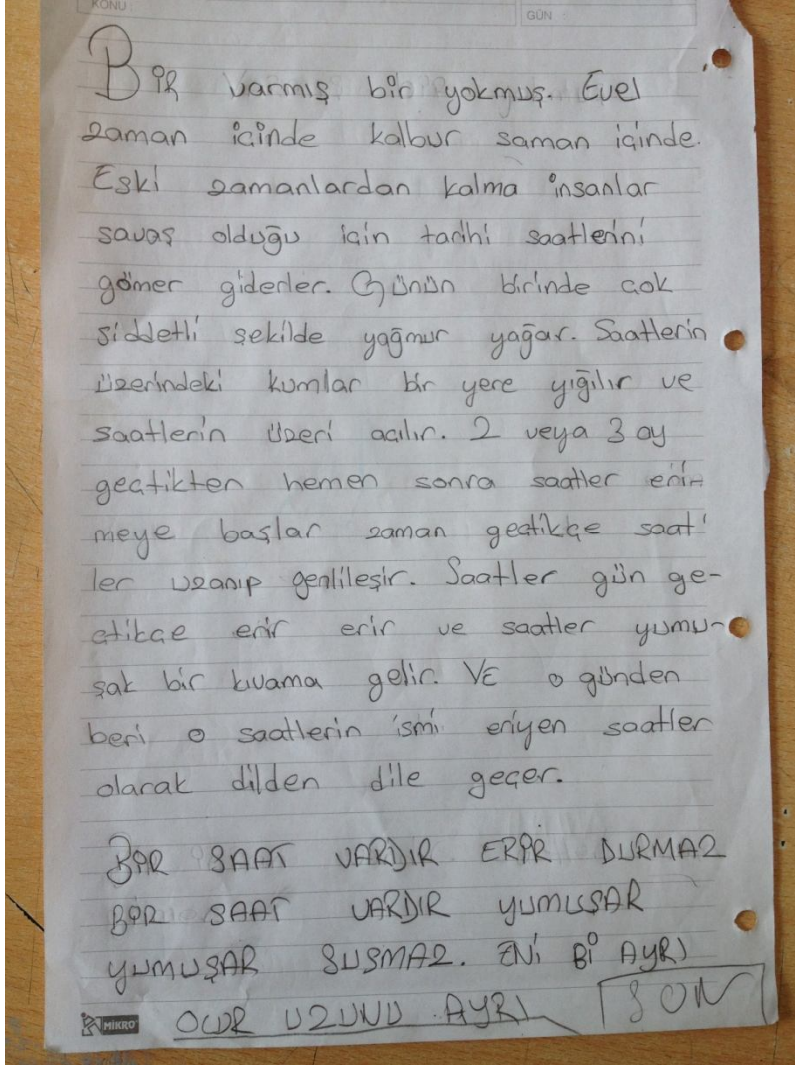 KONU :
GÜN :
Bir varmış bir yokmuş. Evel
zaman içinde kalbur saman içinde.
Eski zamanlardan kalma insanlar
savaş olduğu için tarihi saatlerini
gömer giderler. Günün birinde çok
şiddetli şekilde yağmur yağar. Saatlerin
üzerindeki kumlar bir yere yığılır ve
saatlerin üzeri açılır. 2 veya 3 ay
geçtikten hemen sonra saatler eri-
meye başlar zaman geçtikçe saat
ler uzanıp genlileşir. Saatler gün ge-
çtikçe erir erir ve saatler yumu-
şak bir kıvama gelir. VE o günden
beri o saatlerin ismi eriyen saatler
olarak dilden dile geçer.
BİR SAAT VARDIR ERİR DURMAZ
BİR SAAT VARDIR YUMUŞAR
YUMUŞAR SUSMAZ. ENİ Bİ AYRI
OLUR UZUNU AYRI
SON
MİKRO